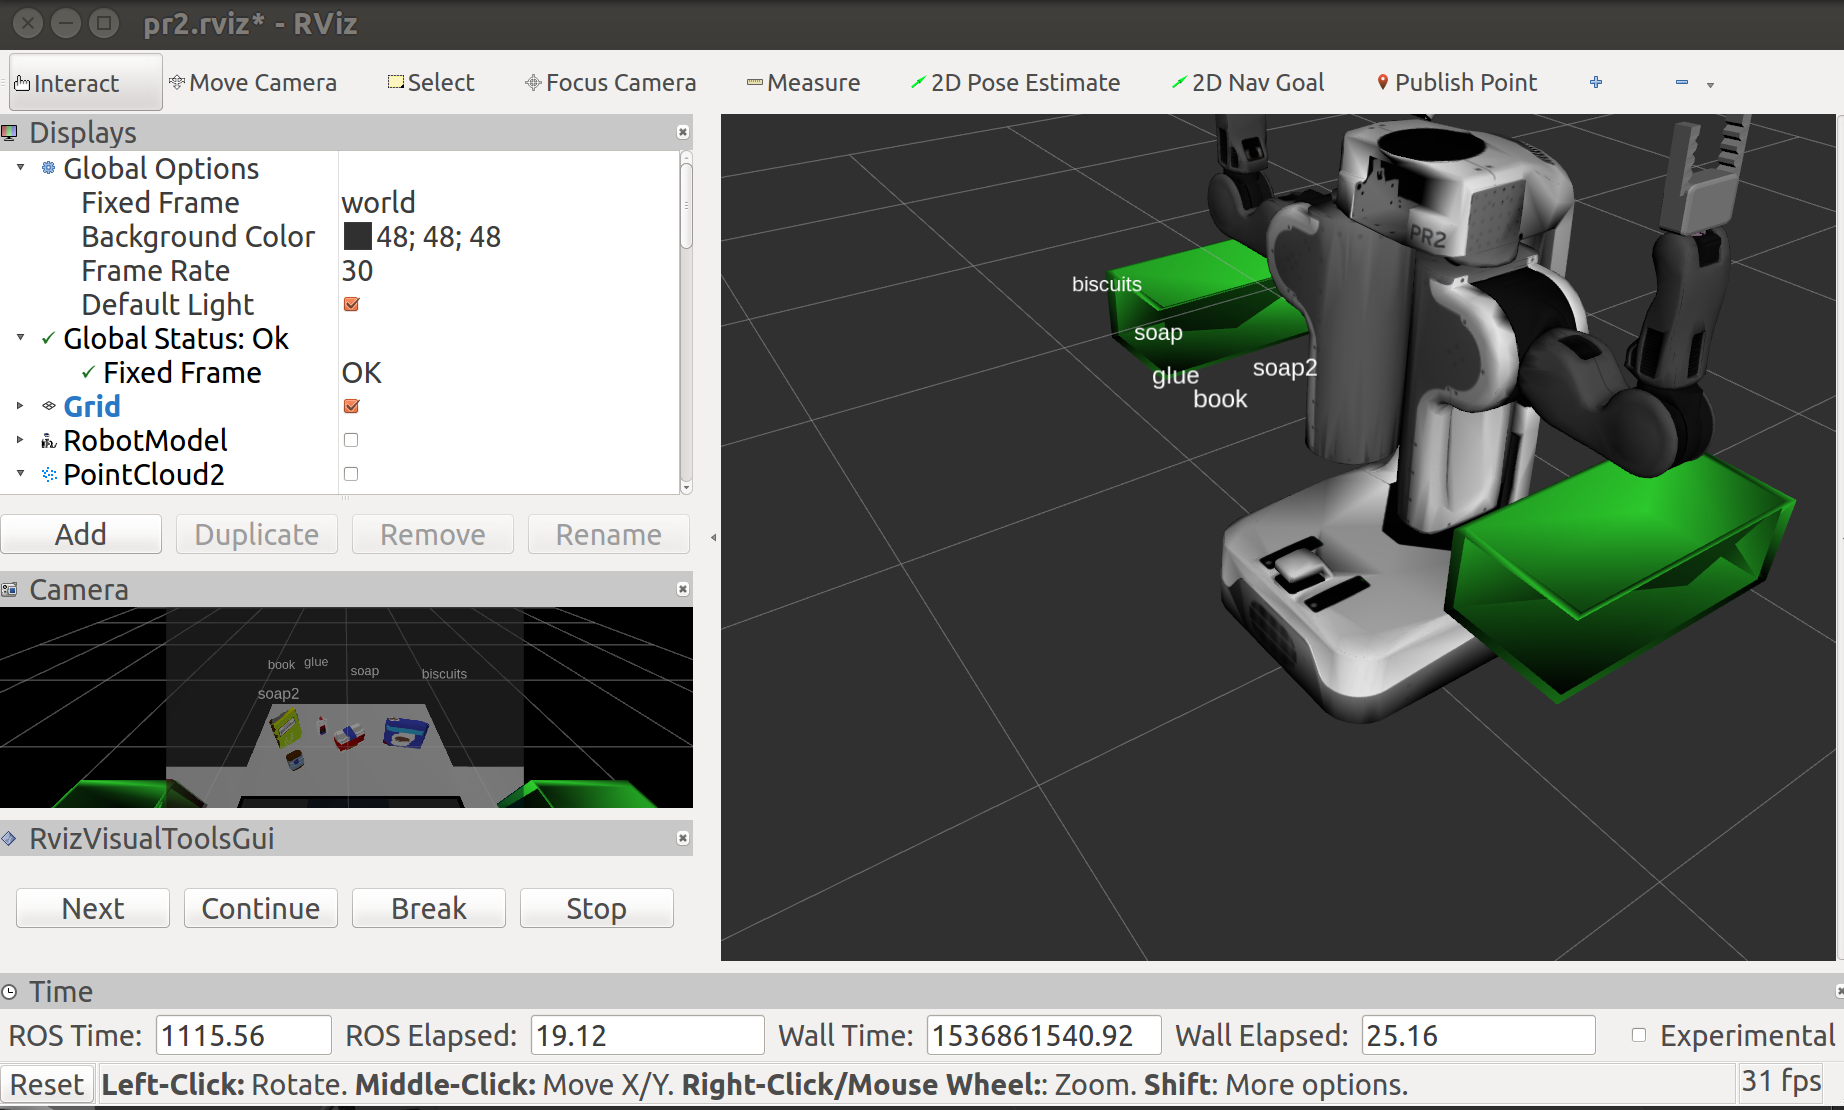 pr2.rviz* - RViz
Interact Move Camera Select Focus Camera Measure 2D Pose Estimate 2D Nav Goal Publish Point
Displays
Global Options
Fixed Frame world
Background Color 48; 48; 48
Frame Rate 30
Default Light
Global Status: Ok
Fixed Frame OK
Grid
RobotModel
PointCloud2
Add Duplicate Remove Rename
Camera
book glue soap biscuits
soap2
RvizVisualToolsGui
Next Continue Break Stop
PR2
biscuits
soap
soap2
glue
book
Time
ROS Time: 1115.56 ROS Elapsed: 19.12 Wall Time: 1536861540.92 Wall Elapsed: 25.16 Experimental
Reset Left-Click: Rotate. Middle-Click: Move X/Y. Right-Click/Mouse Wheel:: Zoom. Shift: More options. 31 fps